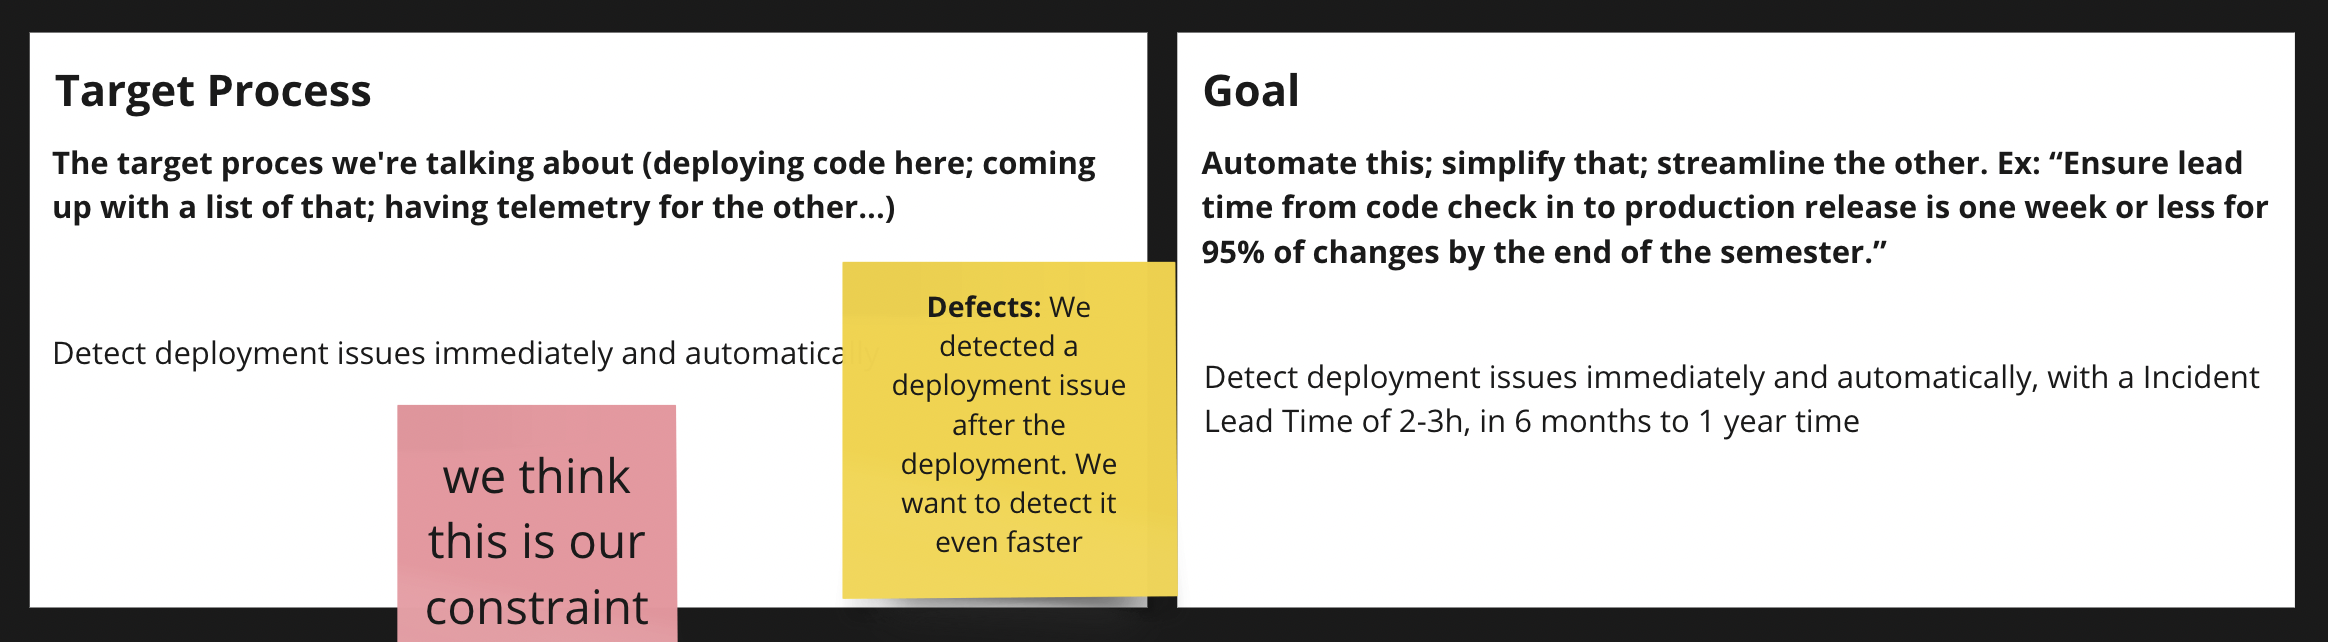 Target Process
The target proces we're talking about (deploying code here; coming
up with a list of that; having telemetry for the other...)
Detect deployment issues immediately and automatically
we think
this is our
constraint
Defects: We
detected a
deployment issue
after the
deployment. We
want to detect it
even faster
Goal
Automate this; simplify that; streamline the other. Ex: “Ensure lead
time from code check in to production release is one week or less for
95% of changes by the end of the semester.”
Detect deployment issues immediately and automatically, with a Incident
Lead Time of 2-3h, in 6 months to 1 year time